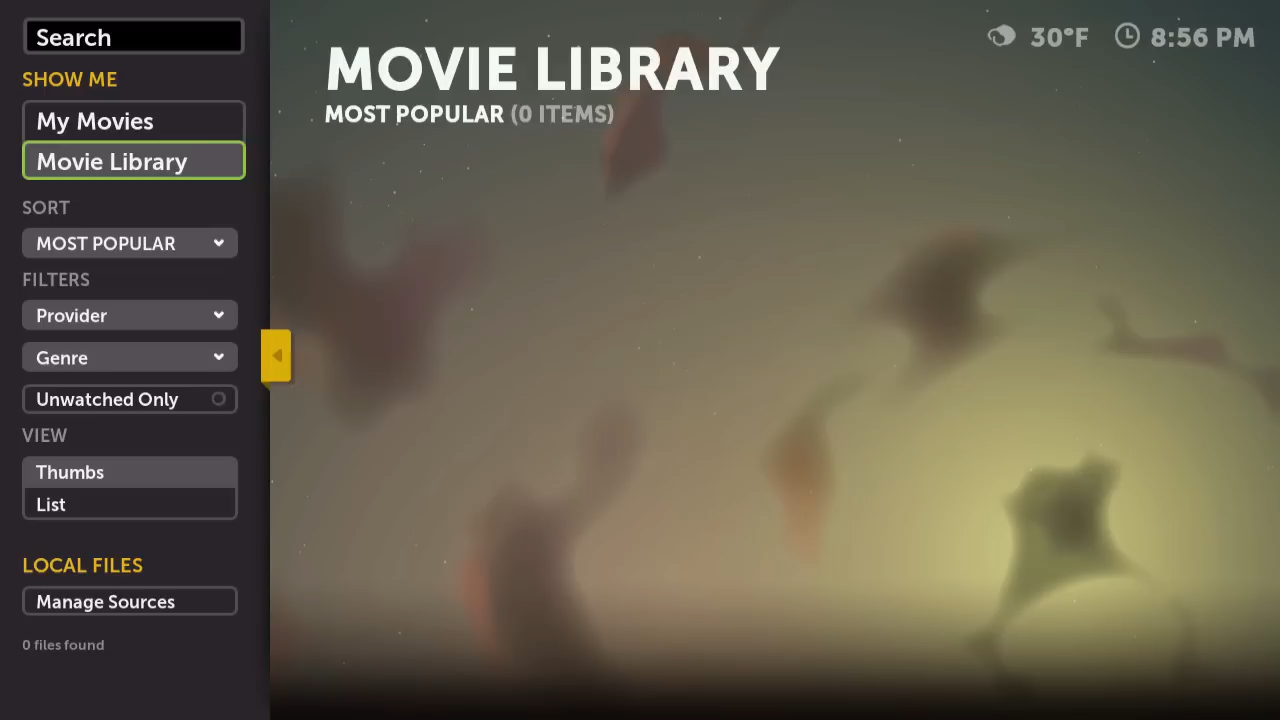 Search
SHOW ME
My Movies
Movie Library
SORT
MOST POPULAR
FILTERS
Provider
Genre
Unwatched Only
VIEW
Thumbs
List
LOCAL FILES
Manage Sources
0 files found
MOVIE LIBRARY
MOST POPULAR (0 ITEMS)
30°F 8:56 PM